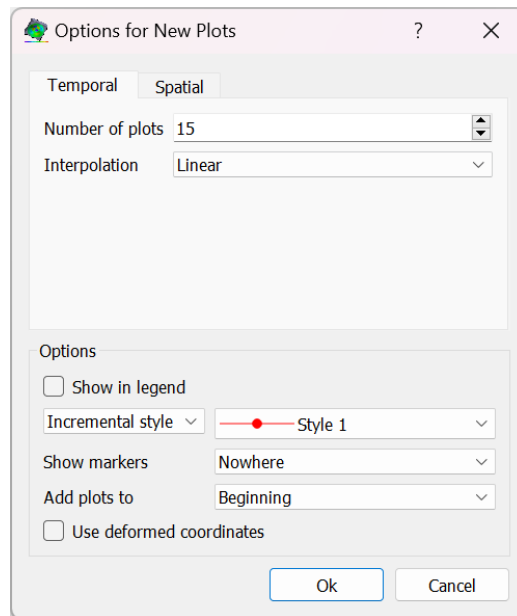 Options for New Plots ?
Temporal Spatial
Number of plots 15
Interpolation Linear
Options
Show in legend
Incremental style Style 1
Show markers Nowhere
Add plots to Beginning
Use deformed coordinates
Ok Cancel